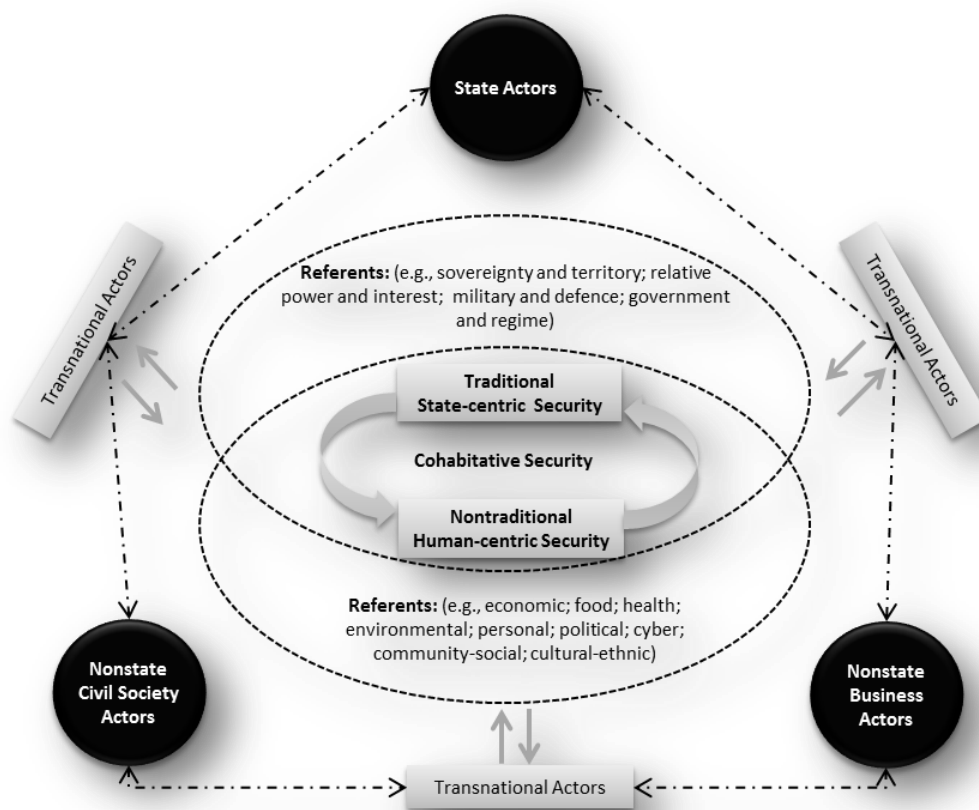 State Actors
Transnational Actors
Transnational Actors
Referents: (e.g., sovereignty and territory; relative
power and interest; military and defence; government
and regime)
Traditional
State-centric Security
Cohabitative Security
Nontraditional
Human-centric Security
Referents: (e.g., economic; food; health;
environmental; personal; political; cyber;
community-social; cultural-ethnic)
Nonstate
Civil Society
Actors
Nonstate
Business
Actors
Transnational Actors